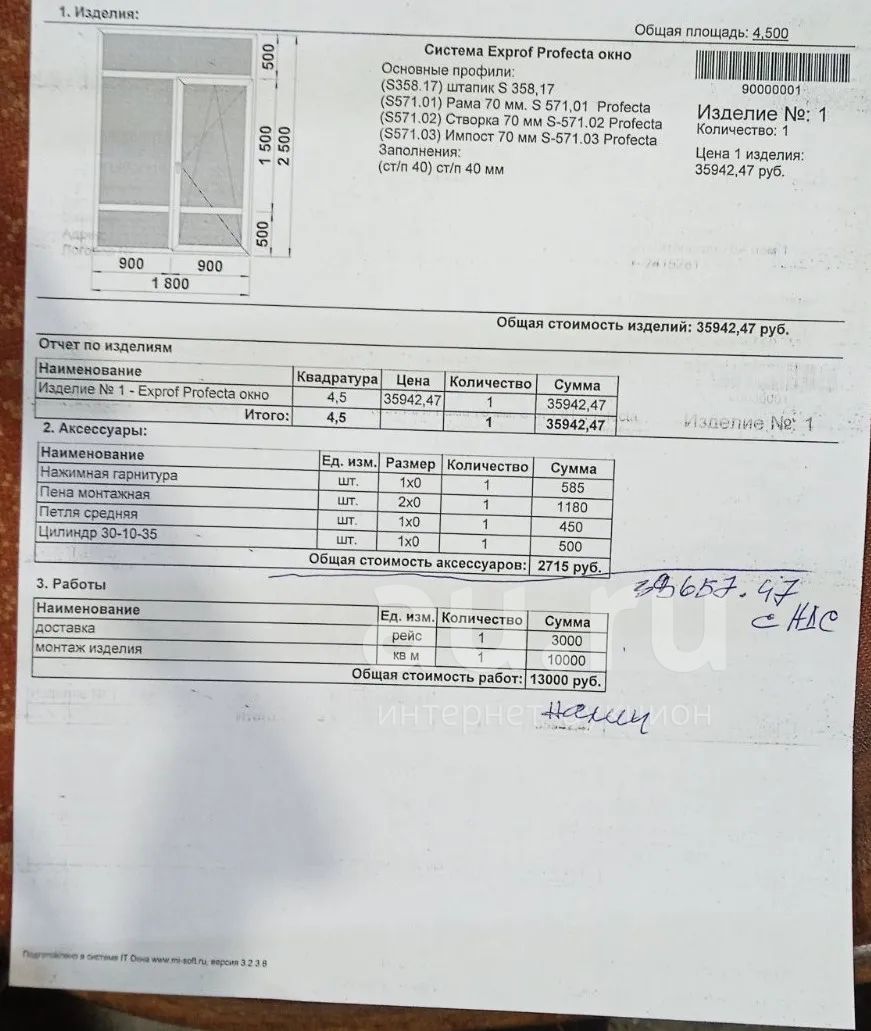 1. Изделия:
Общая площадь: 4,500
500
1 500
2 500
500
900
900
1 800
Система Exprof Profecta окно
Основные профили:
(S358.17) штапик S 358,17
(S571.01) Рама 70 мм. S 571,01 Profecta
(S571.02) Створка 70 мм S-571.02 Profecta
(S571.03) Импост 70 мм S-571.03 Profecta
Заполнения:
(ст/п 40) ст/п 40 мм
90000001
Изделие №: 1
Количество: 1
Цена 1 изделия:
35942,47 руб.
Общая стоимость изделий: 35942,47 руб.
Отчет по изделиям
Наименование Квадратура Цена Количество Сумма
Изделие № 1 - Exprof Profecta окно 4,5 35942,47 1 35942,47
Итого: 4,5 1 35942,47
Изделие №: 1
2. Аксессуары:
Наименование Ед. изм. Размер Количество Сумма
Нажимная гарнитура шт. 1x0 1 585
Пена монтажная шт. 2x0 1 1180
Петля средняя шт. 1x0 1 450
Цилиндр 30-10-35 шт. 1x0 1 500
Общая стоимость аксессуаров: 2715 руб.
38657.47
с НДС
3. Работы
Наименование Ед. изм. Количество Сумма
доставка рейс 1 3000
монтаж изделия кв м 1 10000
Общая стоимость работ: 13000 руб.
au.ru
интернет-аукцион
Подготовлено в системе IT Окна www.mi-soft.ru, версия 3.2.3.6